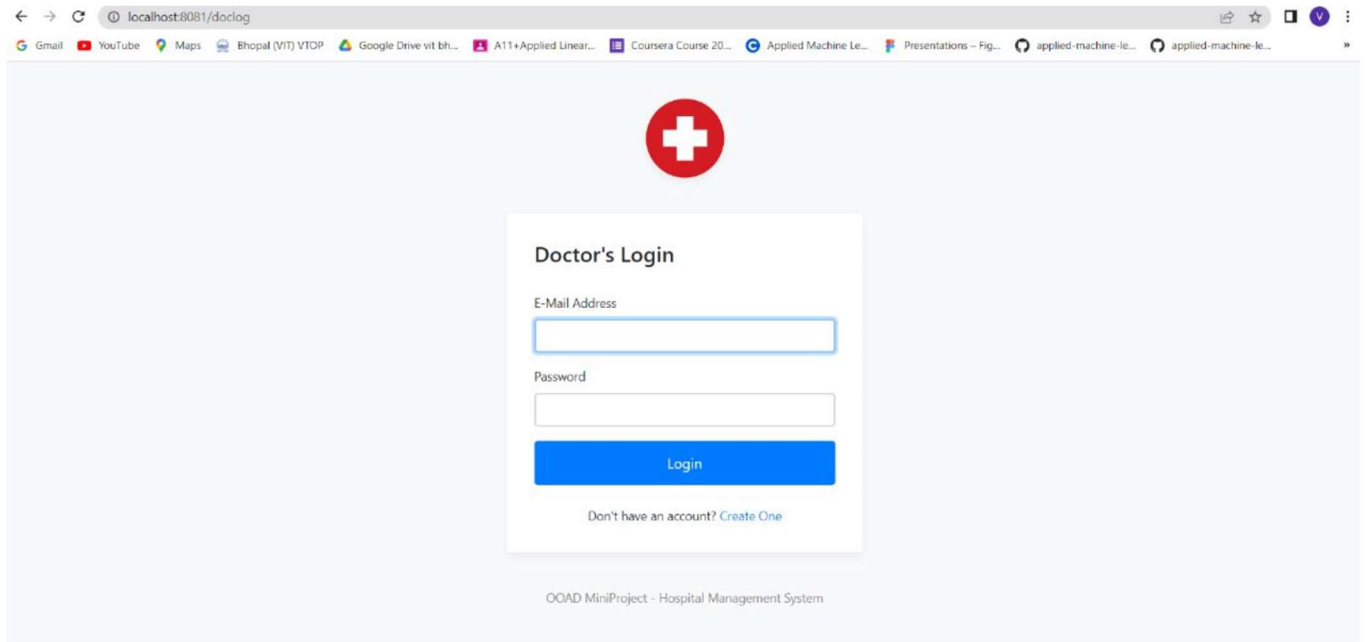 localhost:8081/doclog
V
Gmail YouTube Maps Bhopal (VIT) VTOP Google Drive vit bh... A11+Applied Linear... Coursera Course 20... Applied Machine Le... Presentations – Fig... applied-machine-le... applied-machine-le... »
Doctor's Login
E-Mail Address
Password
Login
Don't have an account? Create One
OOAD MiniProject - Hospital Management System